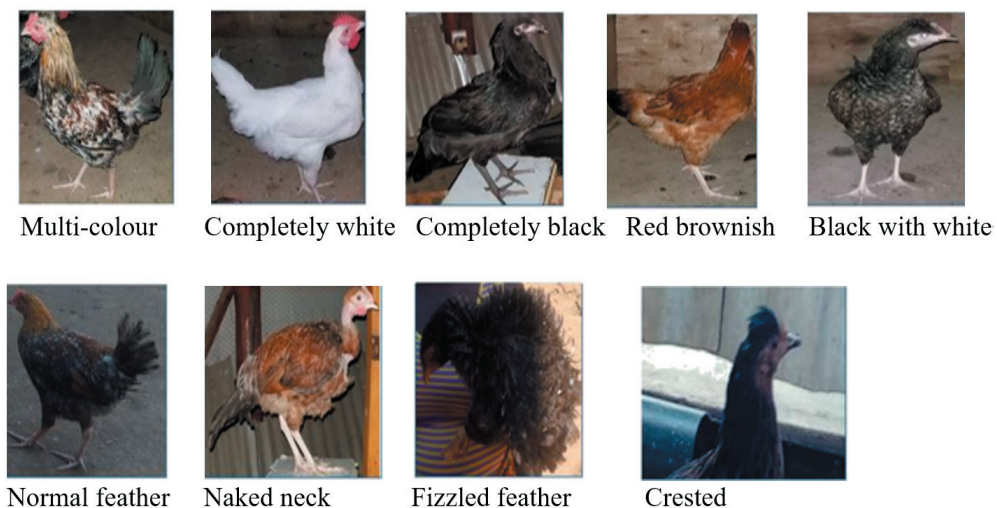 Multi-colour Completely white Completely black Red brownish Black with white
Normal feather Naked neck Fizzled feather Crested